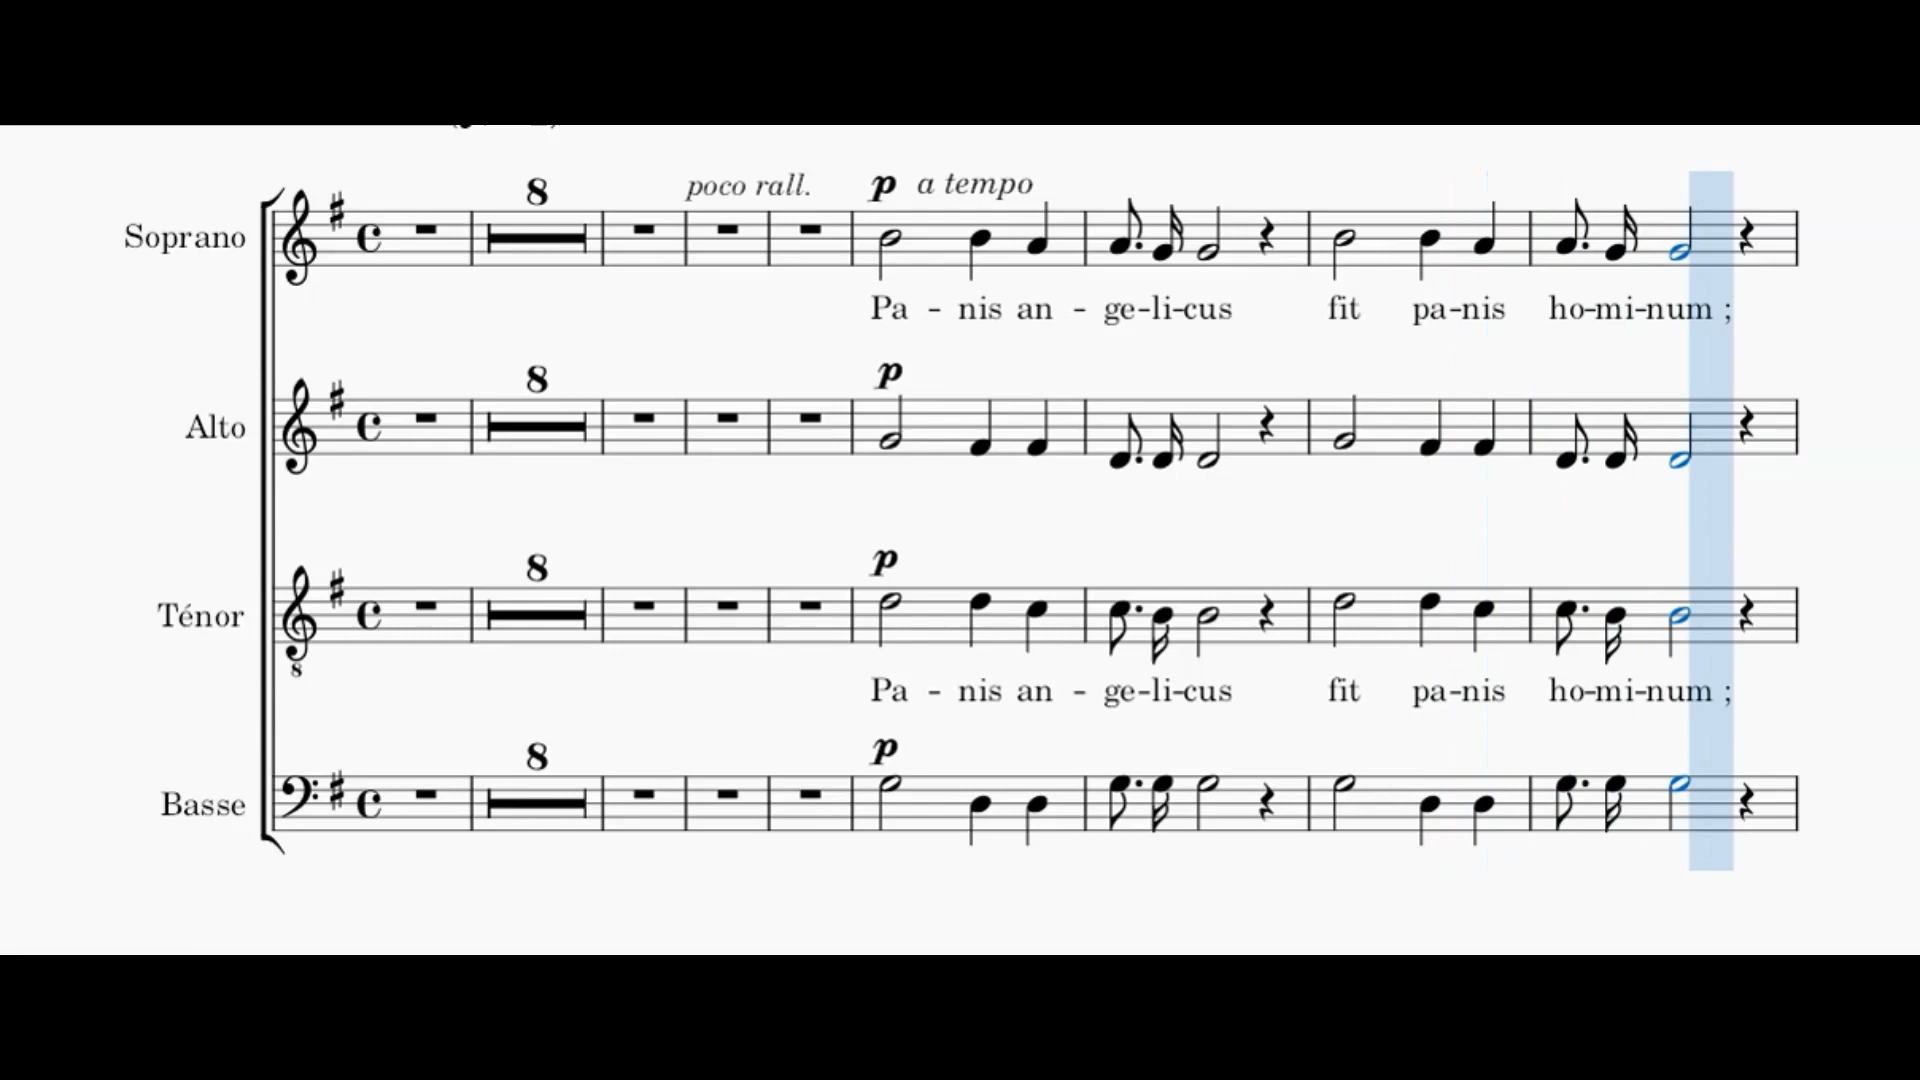 8 poco rall. p a tempo
Soprano
Pa - nis an - ge-li-cus fit pa-nis ho-mi-num ;
8 p
Alto
8 p
Ténor
8
Pa - nis an - ge-li-cus fit pa-nis ho-mi-num ;
8 p
Basse